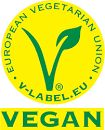 • EUROPEAN VEGETARIAN UNION •
V-LABEL.EU
®
VEGAN